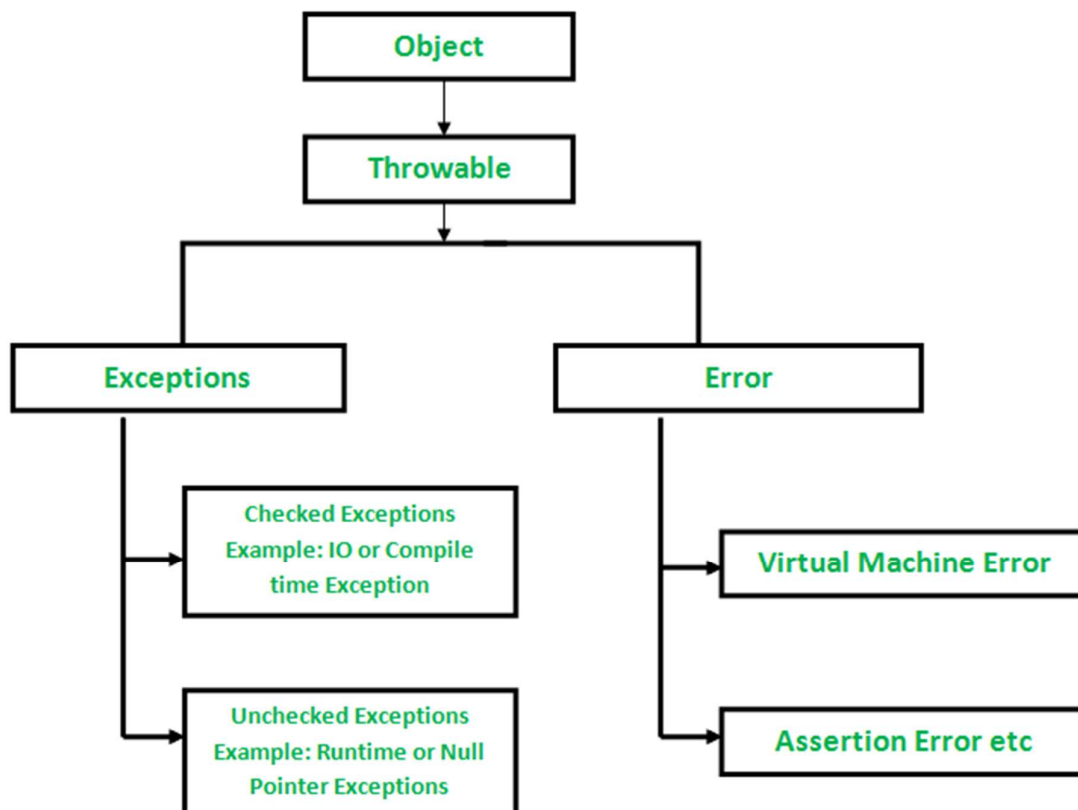 Object
Throwable
Exceptions
Error
Checked Exceptions
Example: IO or Compile
time Exception
Virtual Machine Error
Unchecked Exceptions
Example: Runtime or Null
Pointer Exceptions
Assertion Error etc